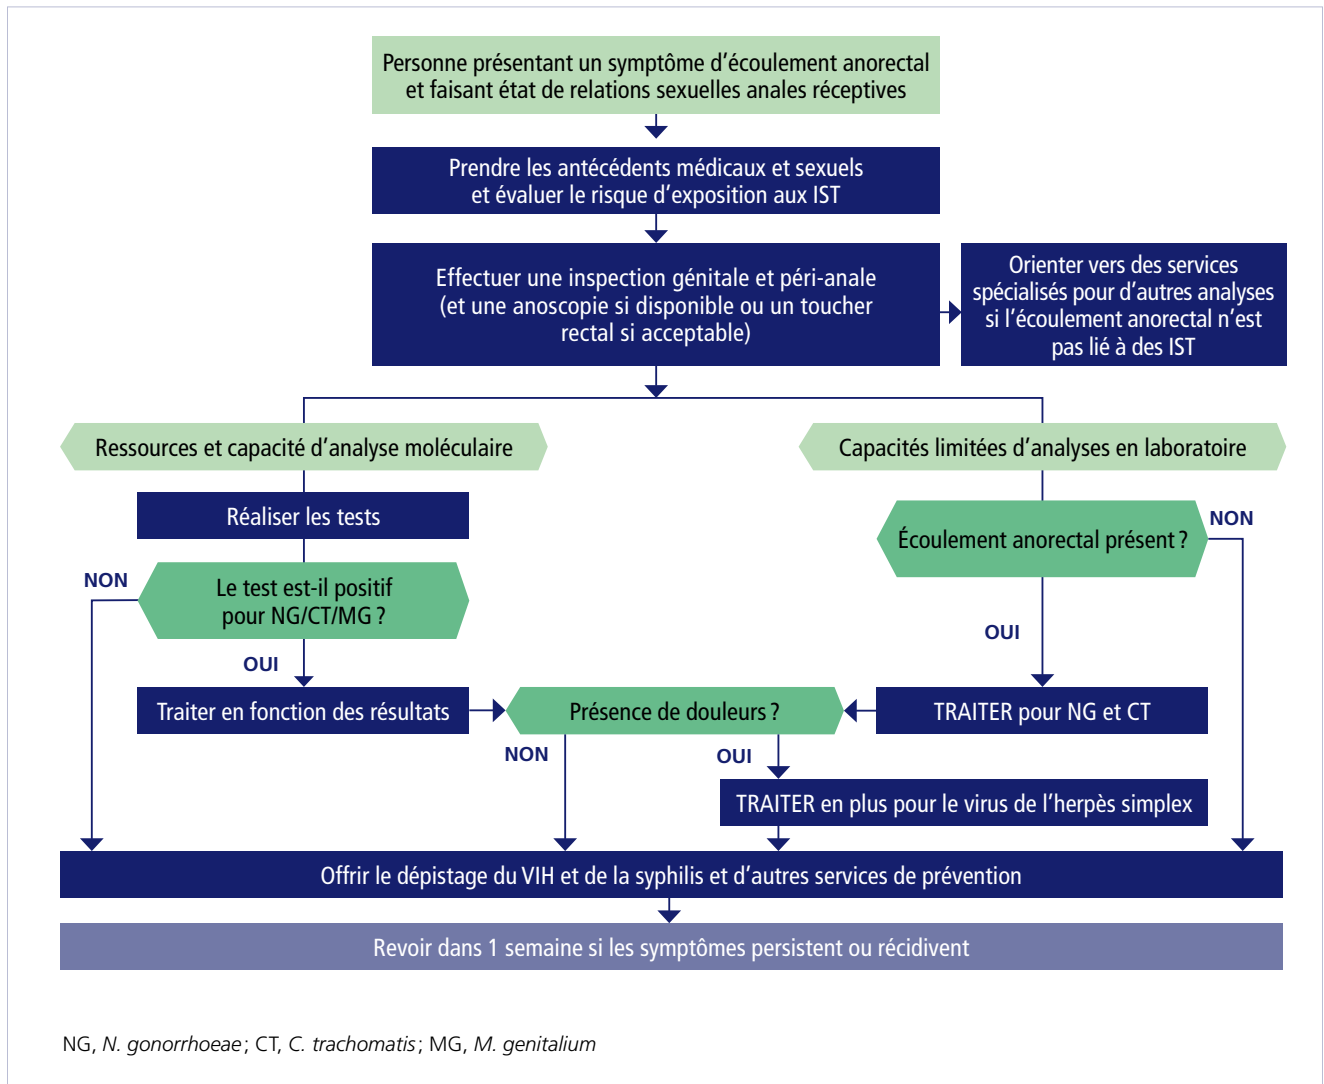 Personne présentant un symptôme d’écoulement anorectal
et faisant état de relations sexuelles anales réceptives
Prendre les antécédents médicaux et sexuels
et évaluer le risque d’exposition aux IST
Effectuer une inspection génitale et péri-anale
(et une anoscopie si disponible ou un toucher
rectal si acceptable)
Orienter vers des services
spécialisés pour d’autres analyses
si l’écoulement anorectal n’est
pas lié à des IST
Ressources et capacité d’analyse moléculaire
Capacités limitées d’analyses en laboratoire
Réaliser les tests
Écoulement anorectal présent ?
NON
NON
Le test est-il positif
pour NG/CT/MG ?
OUI
OUI
Traiter en fonction des résultats
Présence de douleurs ?
TRAITER pour NG et CT
NON
OUI
TRAITER en plus pour le virus de l’herpès simplex
Offrir le dépistage du VIH et de la syphilis et d’autres services de prévention
Revoir dans 1 semaine si les symptômes persistent ou récidivent
NG, N. gonorrhoeae ; CT, C. trachomatis ; MG, M. genitalium